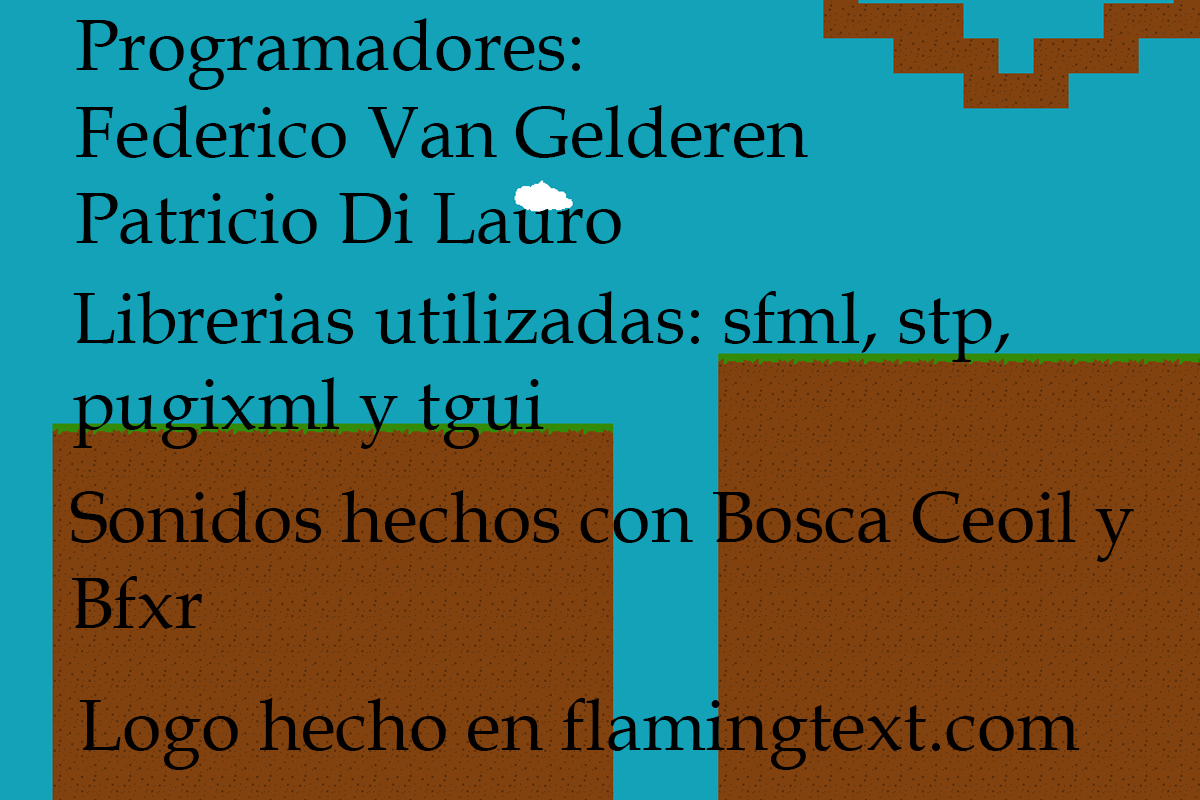 Programadores:
Federico Van Gelderen
Patricio Di Lauro
Librerias utilizadas: sfml, stp,
pugixml y tgui
Sonidos hechos con Bosca Ceoil y
Bfxr
Logo hecho en flamingtext.com